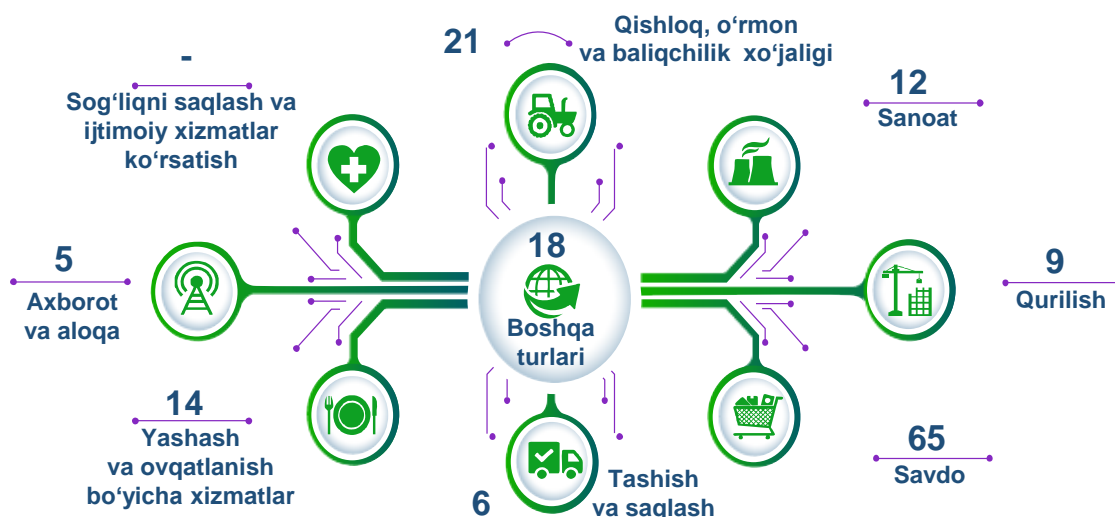 21
Qishloq, o‘rmon
va baliqchilik xo‘jaligi
-
Sog‘liqni saqlash va
ijtimoiy xizmatlar
ko‘rsatish
12
Sanoat
5
Axborot
va aloqa
18
Boshqa
turlari
9
Qurilish
14
Yashash
va ovqatlanish
bo‘yicha xizmatlar
6
Tashish
va saqlash
65
Savdo